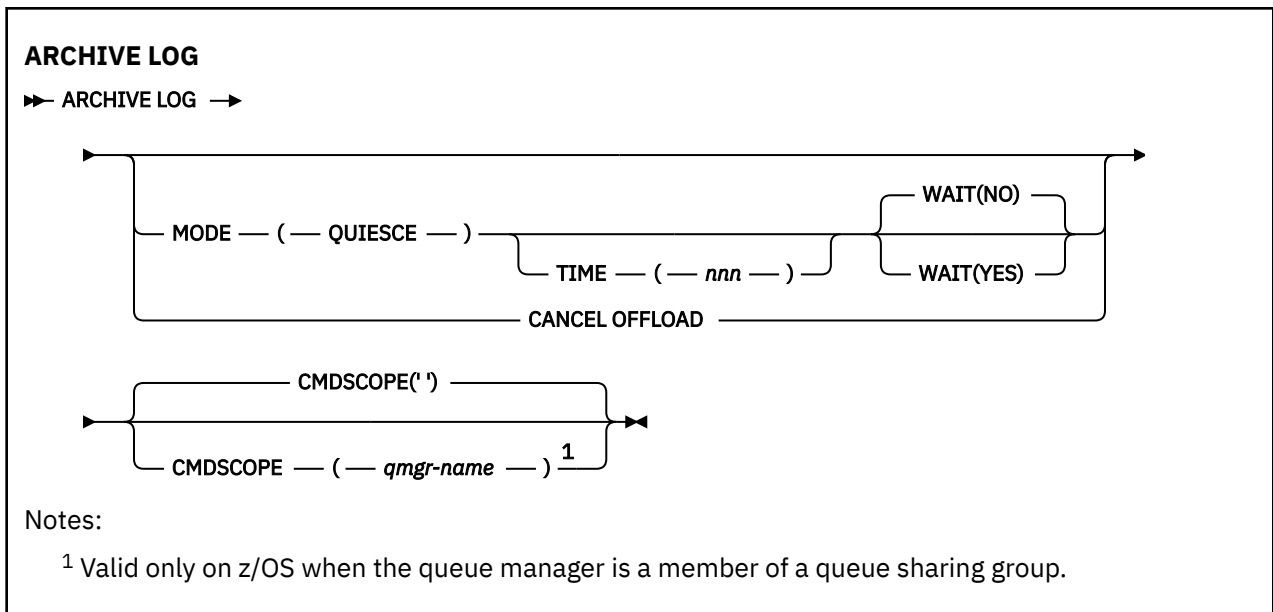 ARCHIVE LOG
ARCHIVE LOG
WAIT(NO)
MODE ( QUIESCE )
TIME ( nnn )
WAIT(YES)
CANCEL OFFLOAD
CMDSCOPE(' ')
CMDSCOPE ( qmgr-name ) 1
Notes:
1 Valid only on z/OS when the queue manager is a member of a queue sharing group.